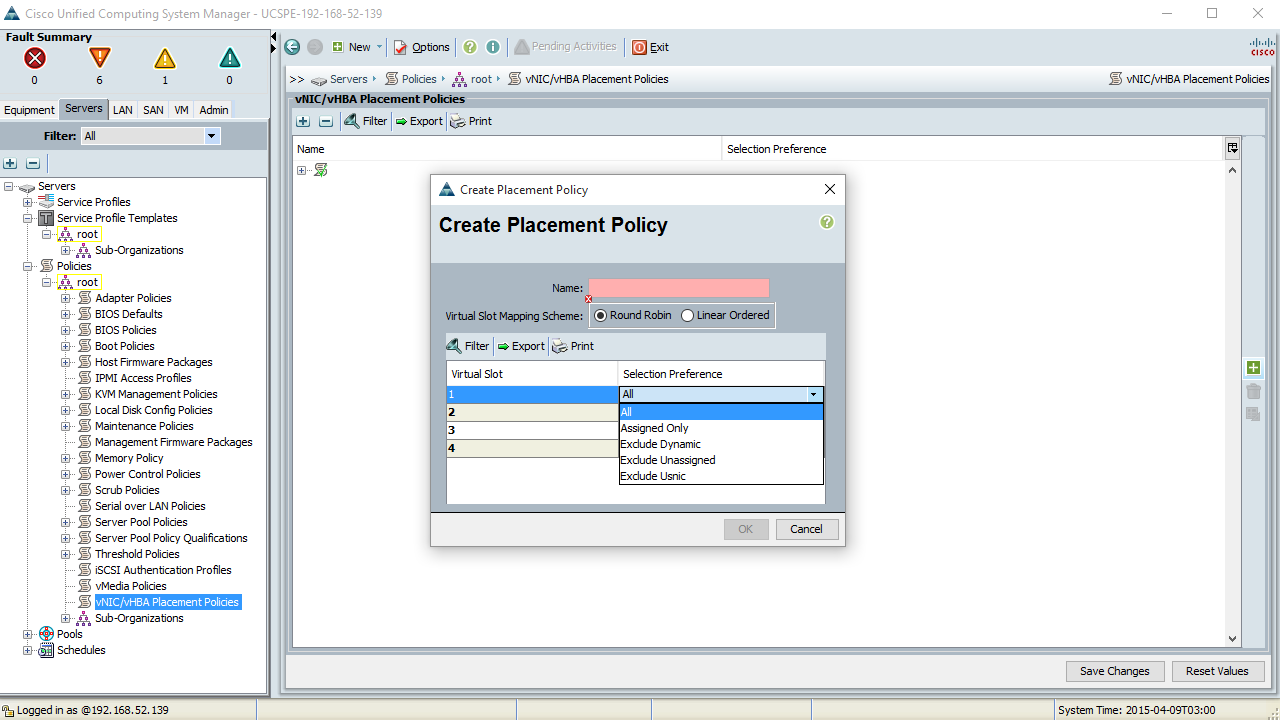 Cisco Unified Computing System Manager - UCSPE-192-168-52-139
Fault Summary
0 6 1 0
Equipment Servers LAN SAN VM Admin
Filter: All
Servers
Service Profiles
Service Profile Templates
root
Sub-Organizations
Policies
root
Adapter Policies
BIOS Defaults
BIOS Policies
Boot Policies
Host Firmware Packages
IPMI Access Profiles
KVM Management Policies
Local Disk Config Policies
Maintenance Policies
Management Firmware Packages
Memory Policy
Power Control Policies
Scrub Policies
Serial over LAN Policies
Server Pool Policies
Server Pool Policy Qualifications
Threshold Policies
iSCSI Authentication Profiles
vMedia Policies
vNIC/vHBA Placement Policies
Sub-Organizations
Pools
Schedules
New Options ? i Pending Activities Exit
CISCO
>> Servers Policies root vNIC/vHBA Placement Policies vNIC/vHBA Placement Policies
vNIC/vHBA Placement Policies
Filter Export Print
Name Selection Preference
Create Placement Policy
Create Placement Policy ?
Name:
Virtual Slot Mapping Scheme: Round Robin Linear Ordered
Filter Export Print
Virtual Slot Selection Preference
1 All
2 All
3 Assigned Only
Exclude Dynamic
4 Exclude Unassigned
Exclude Usnic
OK Cancel
Save Changes Reset Values
Logged in as @192.168.52.139 System Time: 2015-04-09T03:00